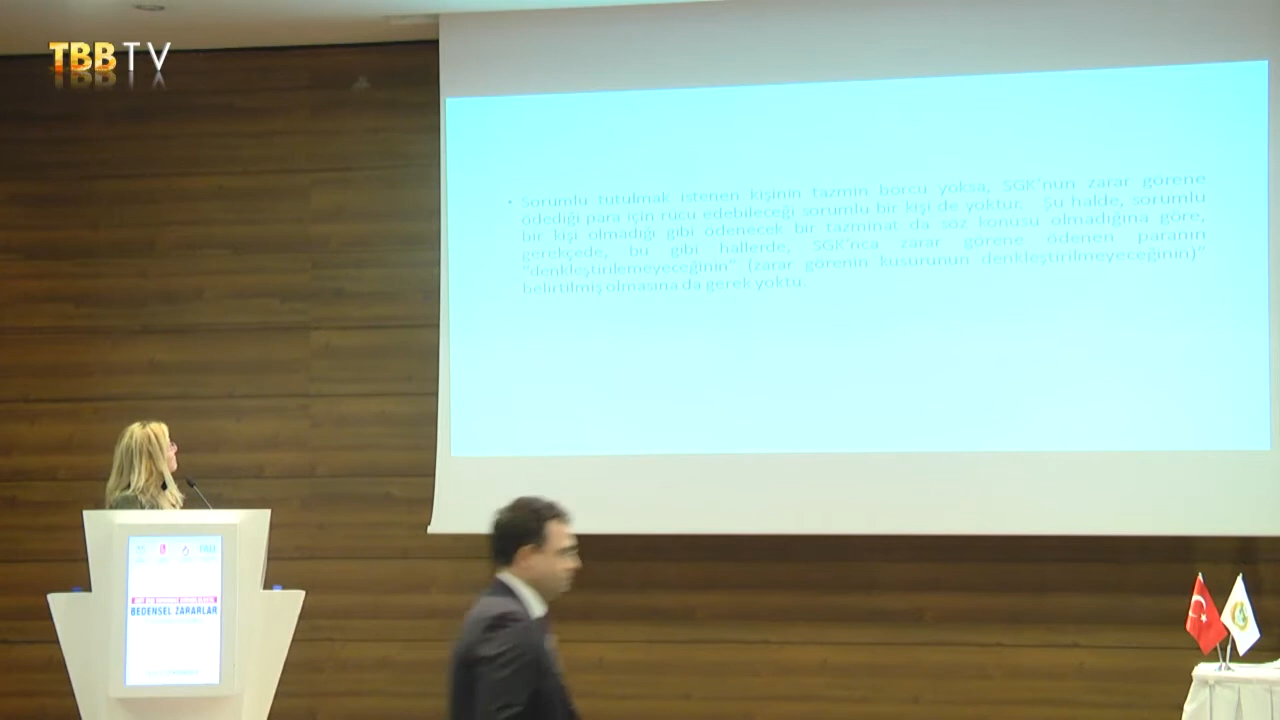 TBB TV
• Sorumlu tutulmak istenen kişinin tazmin borcu yoksa, SGK'nun zarar görene
ödediği para için rücu edebileceği sorumlu bir kişi de yoktur. Şu halde, sorumlu
bir kişi olmadığı gibi ödenecek bir tazminat da söz konusu olmadığına göre,
gerekçede, bu gibi hallerde, SGK'nca zarar görene ödenen paranın
"denkleştirilemeyeceğinin" (zarar görenin kusurunun denkleştirilmeyeceğinin)"
belirtilmiş olmasına da gerek yoktu.
BEDENSEL ZARARLAR